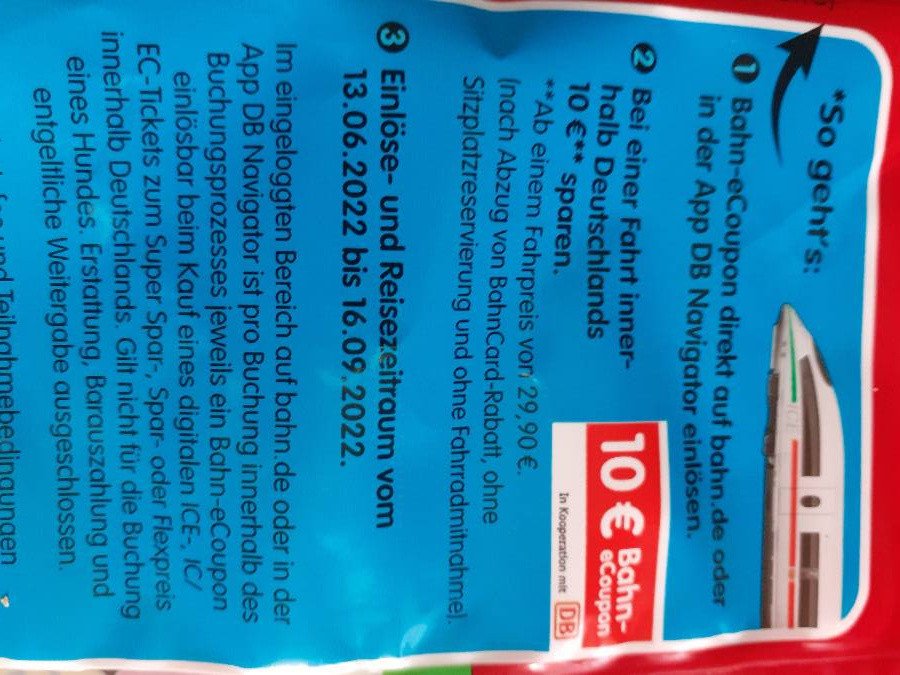 *So geht's:
1 Bahn-eCoupon direkt auf bahn.de oder
in der App DB Navigator einlösen.
2 Bei einer Fahrt inner-
halb Deutschlands
10 €** sparen.
**Ab einem Fahrpreis von 29,90 €.
(nach Abzug von BahnCard-Rabatt, ohne
Sitzplatzreservierung und ohne Fahrradmitnahme).
10 € Bahn-
eCoupon
In Kooperation mit DB
3 Einlöse- und Reisezeitraum vom
13.06.2022 bis 16.09.2022.
Im eingeloggten Bereich auf bahn.de oder in der
App DB Navigator ist pro Buchung innerhalb des
Buchungsprozesses jeweils ein Bahn-eCoupon
einlösbar beim Kauf eines digitalen ICE-, IC/
EC-Tickets zum Super Spar-, Spar- oder Flexpreis
innerhalb Deutschlands. Gilt nicht für die Buchung
eines Hundes. Erstattung, Barauszahlung und
entgeltliche Weitergabe ausgeschlossen.
und Teilnahmebedingungen